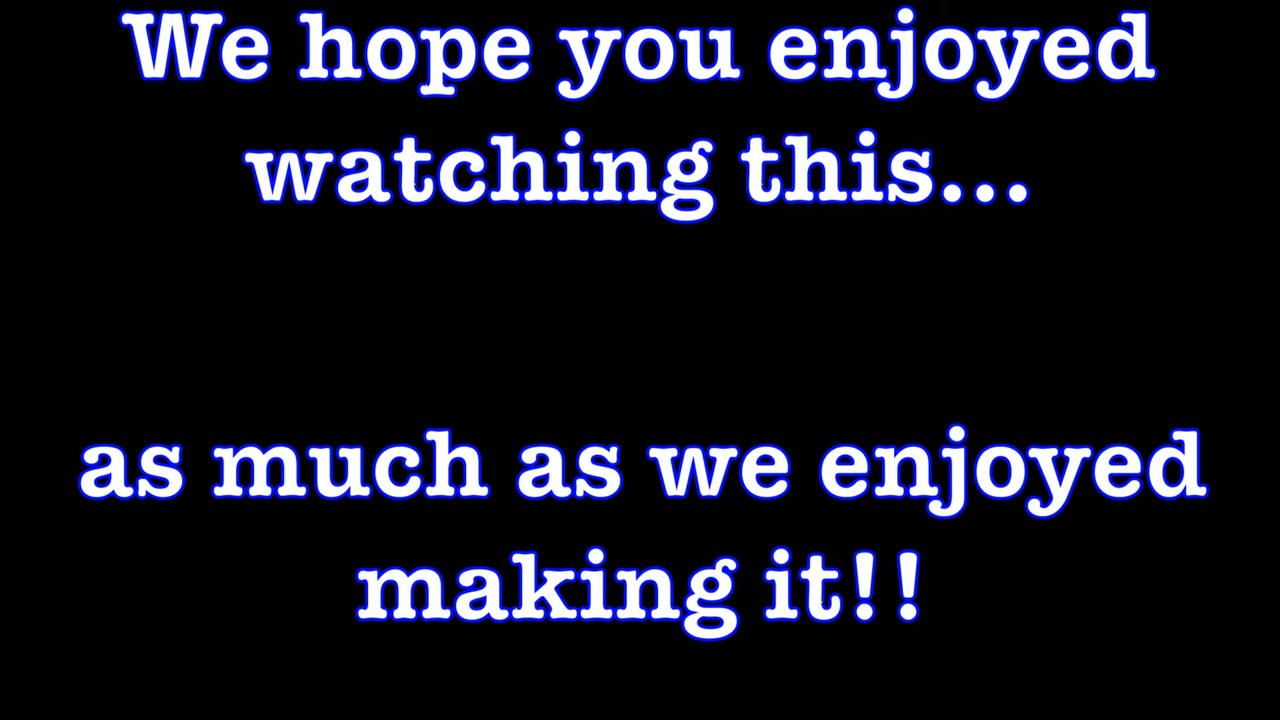 We hope you enjoyed
watching this...
as much as we enjoyed
making it!!